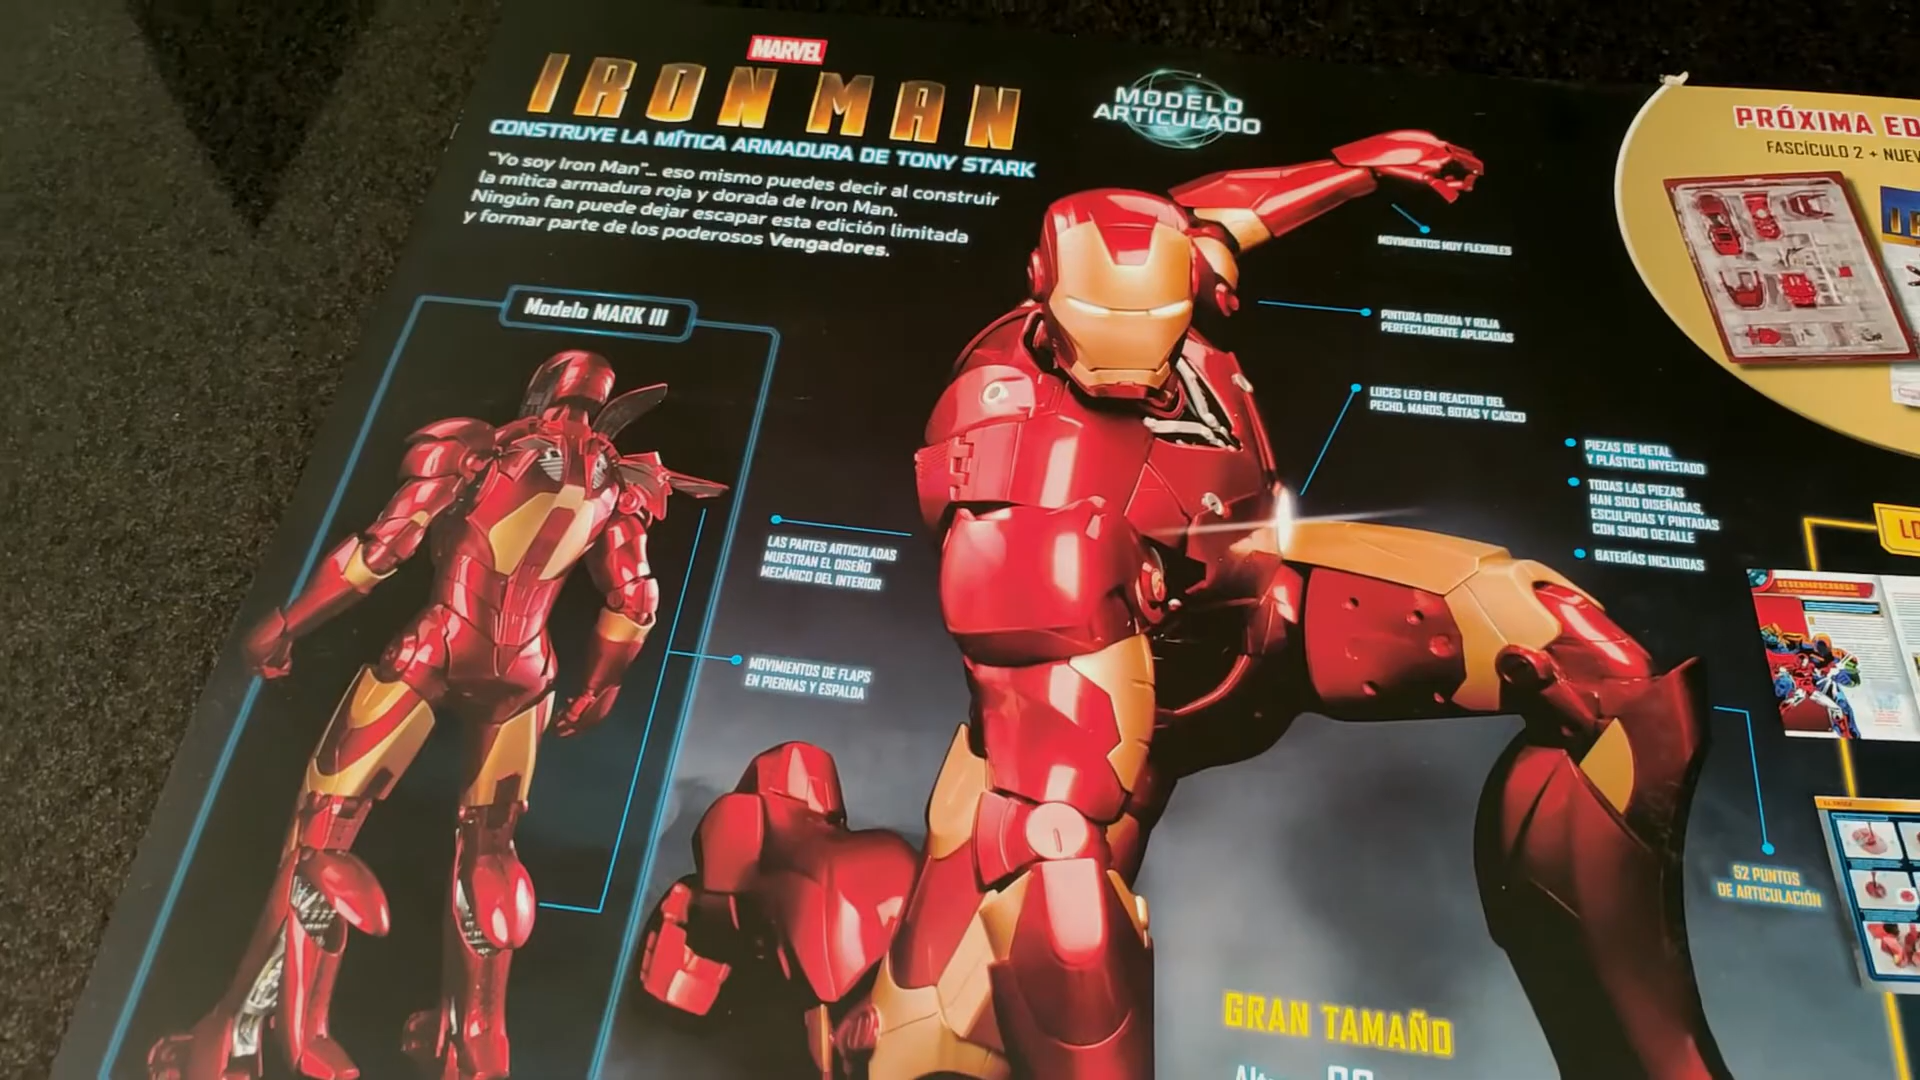 MARVEL
IRON MAN
CONSTRUYE LA MÍTICA ARMADURA DE TONY STARK
"Yo soy Iron Man"... eso mismo puedes decir al construir
la mítica armadura roja y dorada de Iron Man.
Ningún fan puede dejar escapar esta edición limitada
y formar parte de los poderosos Vengadores.
MODELO
ARTICULADO
Modelo MARK III
MOVIMIENTOS MUY FLEXIBLES
PINTURA DORADA Y ROJA
PERFECTAMENTE APLICADAS
LUCES LED EN REACTOR DEL
PECHO, MANOS, BOTAS Y CASCO
PIEZAS DE METAL
Y PLÁSTICO INYECTADO
TODAS LAS PIEZAS
HAN SIDO DISEÑADAS,
ESCULPIDAS Y PINTADAS
CON SUMO DETALLE
BATERÍAS INCLUIDAS
LAS PARTES ARTICULADAS
MUESTRAN EL DISEÑO
MECÁNICO DEL INTERIOR
MOVIMIENTOS DE FLAPS
EN PIERNAS Y ESPALDA
52 PUNTOS
DE ARTICULACIÓN
GRAN TAMAÑO
PRÓXIMA ED
FASCÍCULO 2 + NUEV
LO